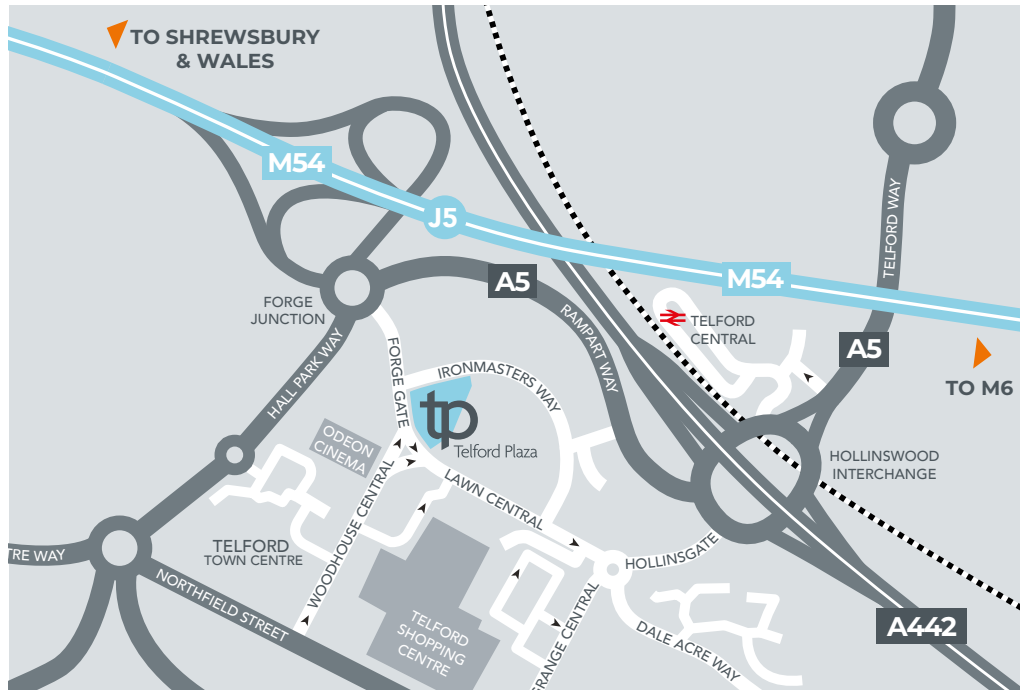 TO SHREWSBURY
& WALES
M54
J5
A5
M54
TELFORD WAY
FORGE
JUNCTION
RAMPART WAY
TELFORD
CENTRAL
A5
TO M6
HALL PARK WAY
FORGE GATE
IRONMASTERS WAY
tp
Telford Plaza
ODEON
CINEMA
HOLLINSWOOD
INTERCHANGE
LAWN CENTRAL
WOODHOUSE CENTRAL
TELFORD
TOWN CENTRE
TRE WAY
HOLLINSGATE
NORTHFIELD STREET
TELFORD
SHOPPING
CENTRE
GRANGE CENTRAL
DALE ACRE WAY
A442